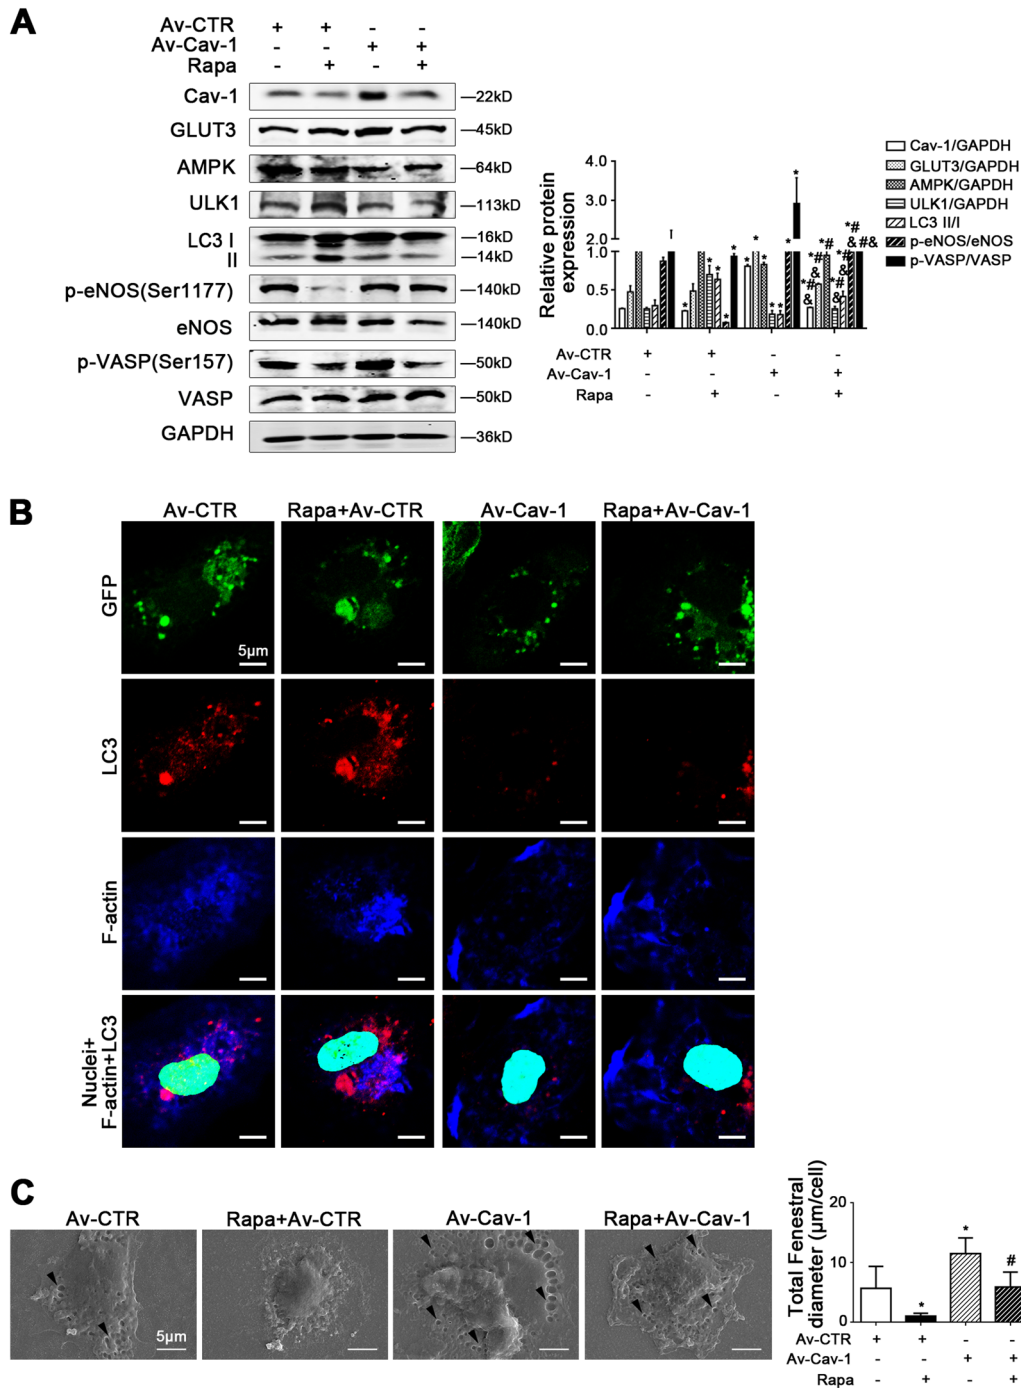 A
Av-CTR + + - -
Av-Cav-1 - - + +
Rapa - + - +
Cav-1 —22kD
GLUT3 —45kD
AMPK —64kD
ULK1 —113kD
LC3 I —16kD
II —14kD
p-eNOS(Ser1177) —140kD
eNOS —140kD
p-VASP(Ser157) —50kD
VASP —50kD
GAPDH —36kD
Relative protein
expression
4.0
3.0
2.0
1.0
0.5
0.0
Cav-1/GAPDH
GLUT3/GAPDH
AMPK/GAPDH
ULK1/GAPDH
LC3 II/I
p-eNOS/eNOS
p-VASP/VASP
Av-CTR + + - -
Av-Cav-1 - - + +
Rapa - + - +
B
Av-CTR Rapa+Av-CTR Av-Cav-1 Rapa+Av-Cav-1
GFP
5μm
LC3
F-actin
Nuclei+
F-actin+LC3
C
Av-CTR Rapa+Av-CTR Av-Cav-1 Rapa+Av-Cav-1
5μm
Total Fenestral
diameter (μm/cell)
20
10
0
* * #
Av-CTR + + - -
Av-Cav-1 - - + +
Rapa - + - +